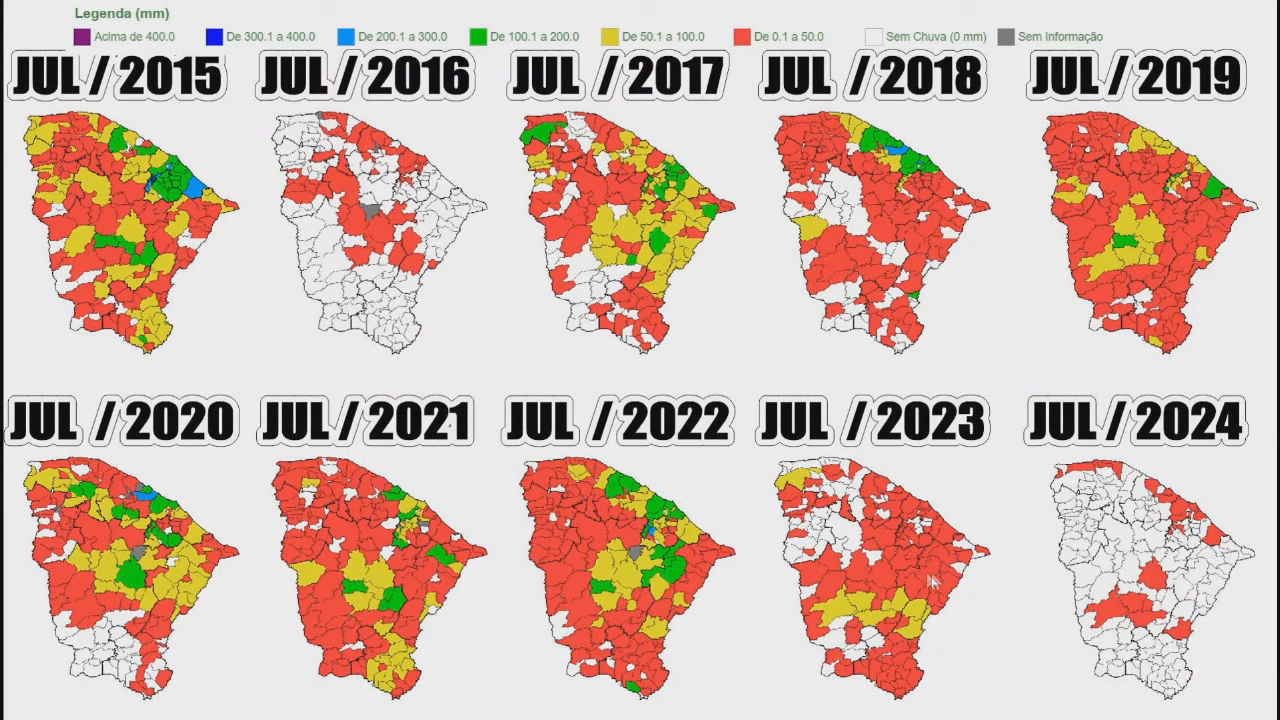 Legenda (mm)
Acima de 400.0 De 300.1 a 400.0 De 200.1 a 300.0 De 100.1 a 200.0 De 50.1 a 100.0 De 0.1 a 50.0 Sem Chuva (0 mm) Sem Informação
JUL / 2015 JUL / 2016 JUL / 2017 JUL / 2018 JUL / 2019
JUL / 2020 JUL / 2021 JUL / 2022 JUL / 2023 JUL / 2024